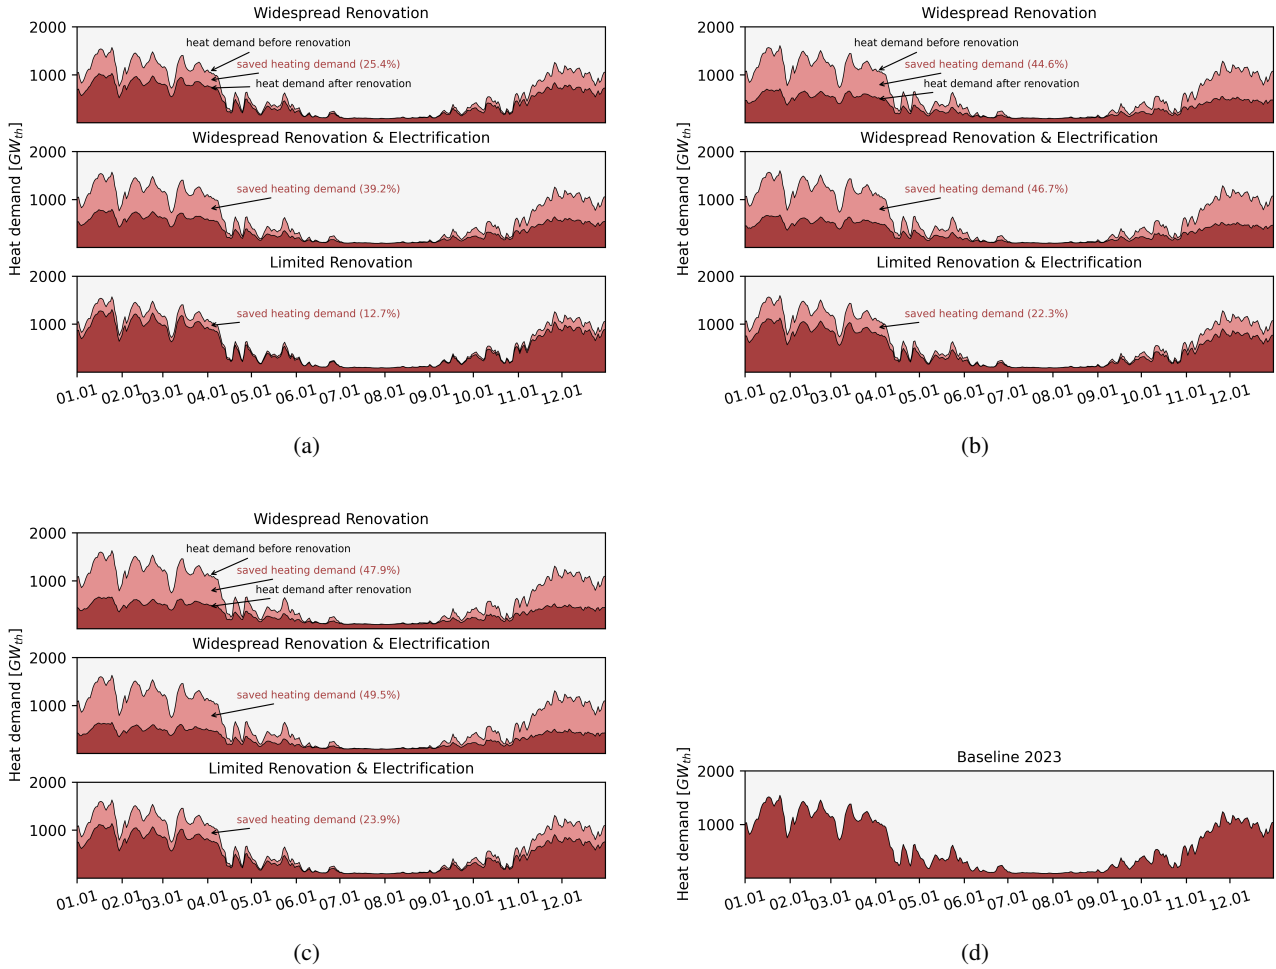 Widespread Renovation
2000
1000
heat demand before renovation
saved heating demand (25.4%)
heat demand after renovation
Widespread Renovation & Electrification
2000
1000
saved heating demand (39.2%)
Heat demand [GW_th]
Limited Renovation
2000
1000
saved heating demand (12.7%)
01.01 02.01 03.01 04.01 05.01 06.01 07.01 08.01 09.01 10.01 11.01 12.01
(a)
Widespread Renovation
2000
1000
heat demand before renovation
saved heating demand (44.6%)
heat demand after renovation
Widespread Renovation & Electrification
2000
1000
saved heating demand (46.7%)
Heat demand [GW_th]
Limited Renovation & Electrification
2000
1000
saved heating demand (22.3%)
01.01 02.01 03.01 04.01 05.01 06.01 07.01 08.01 09.01 10.01 11.01 12.01
(b)
Widespread Renovation
2000
1000
heat demand before renovation
saved heating demand (47.9%)
heat demand after renovation
Widespread Renovation & Electrification
2000
1000
saved heating demand (49.5%)
Heat demand [GW_th]
Limited Renovation & Electrification
2000
1000
saved heating demand (23.9%)
01.01 02.01 03.01 04.01 05.01 06.01 07.01 08.01 09.01 10.01 11.01 12.01
(c)
Baseline 2023
2000
1000
Heat demand [GW_th]
01.01 02.01 03.01 04.01 05.01 06.01 07.01 08.01 09.01 10.01 11.01 12.01
(d)